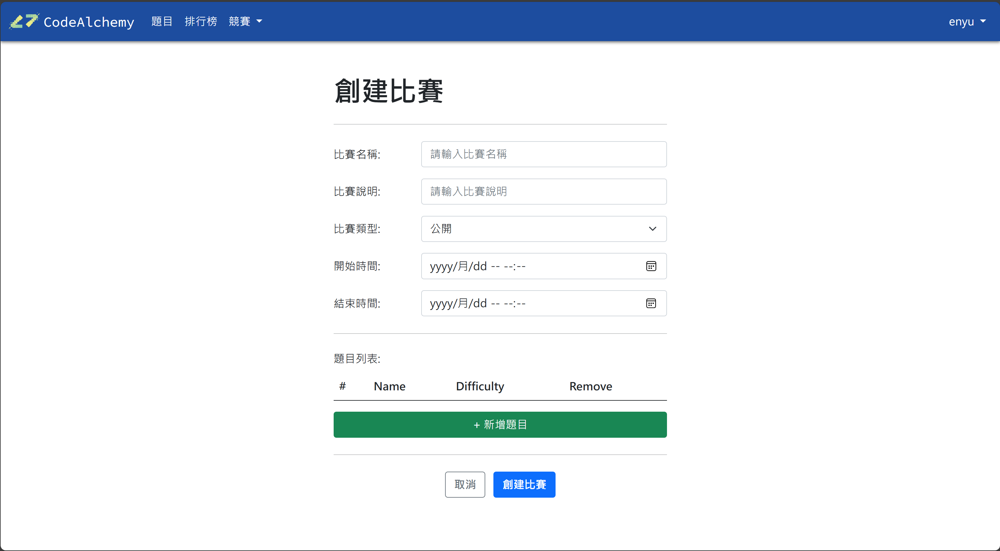 CodeAlchemy 題目 排行榜 競賽 enyu
創建比賽
比賽名稱: 請輸入比賽名稱
比賽說明: 請輸入比賽說明
比賽類型: 公開
開始時間: yyyy/月/dd -- --:--
結束時間: yyyy/月/dd -- --:--
題目列表:
# Name Difficulty Remove
+ 新增題目
取消 創建比賽